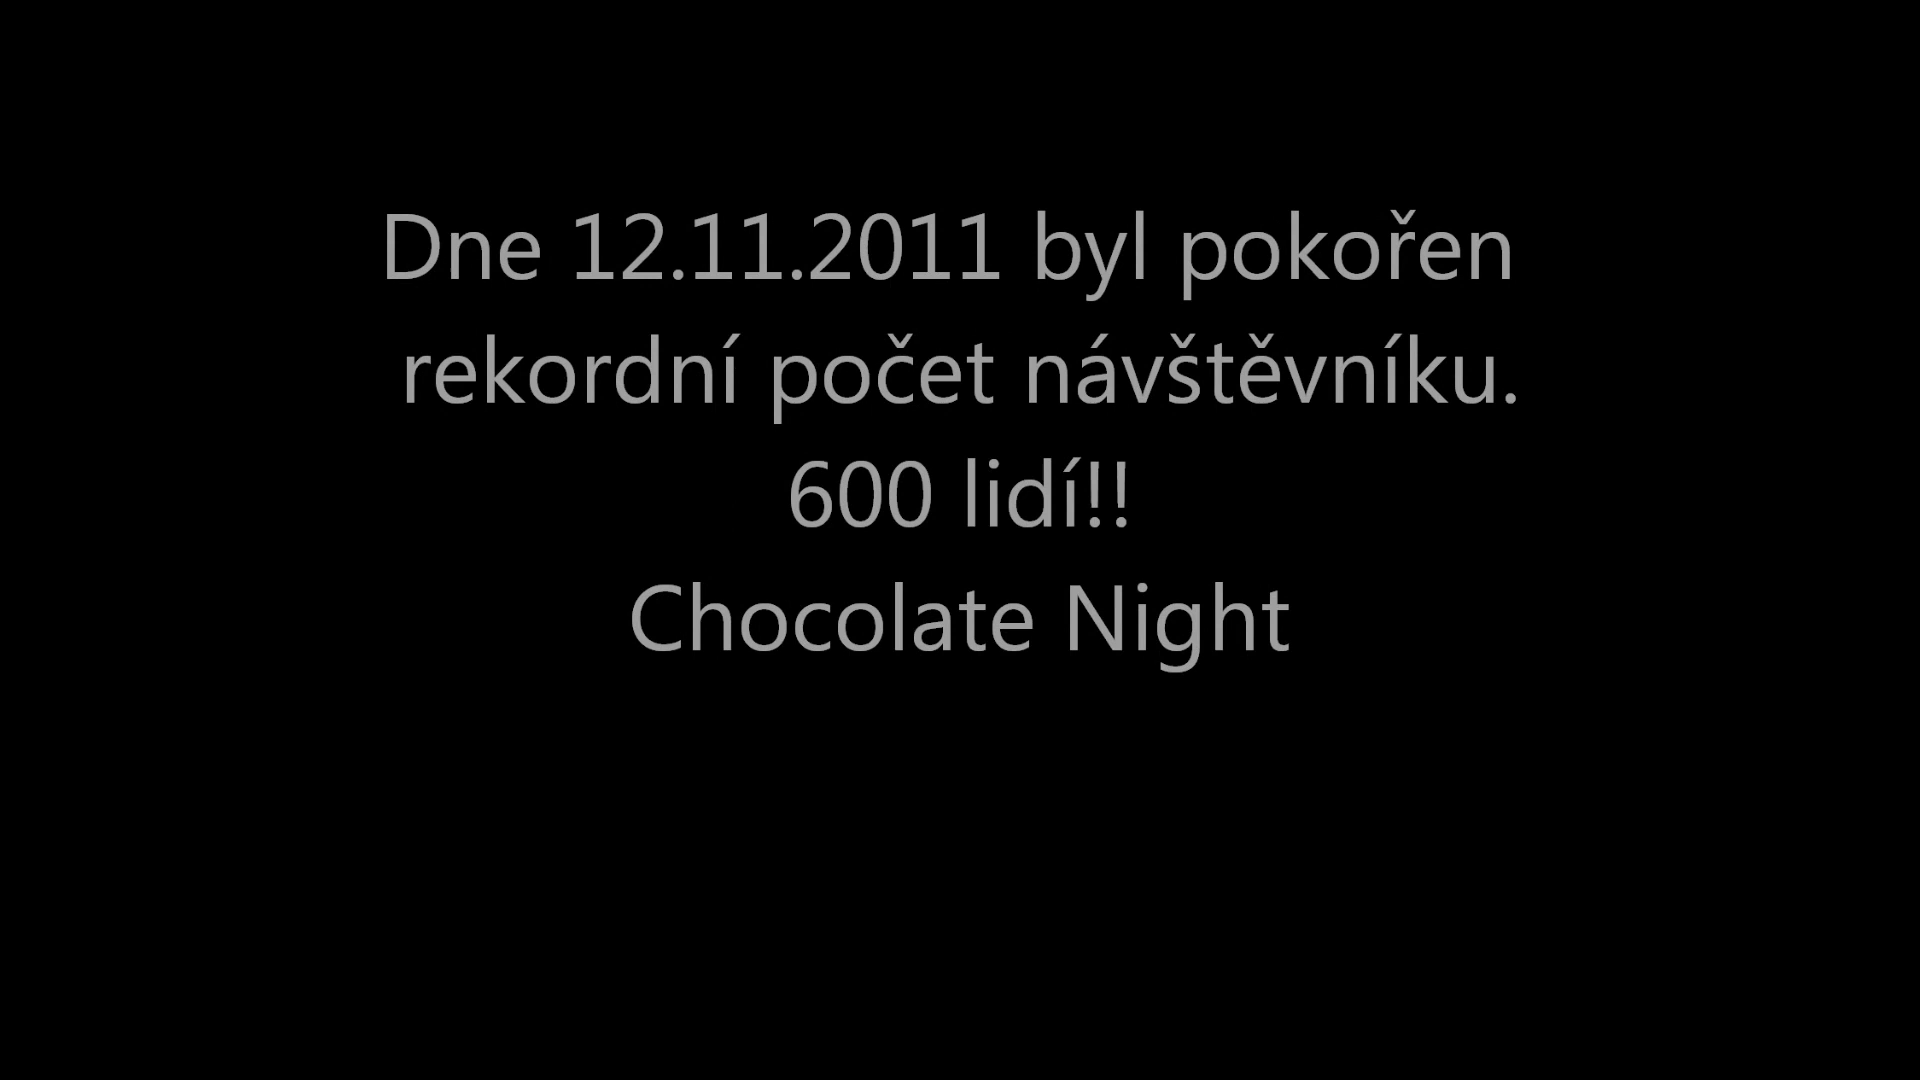 Dne 12.11.2011 byl pokořen
rekordní počet návštěvníku.
600 lidí!!
Chocolate Night